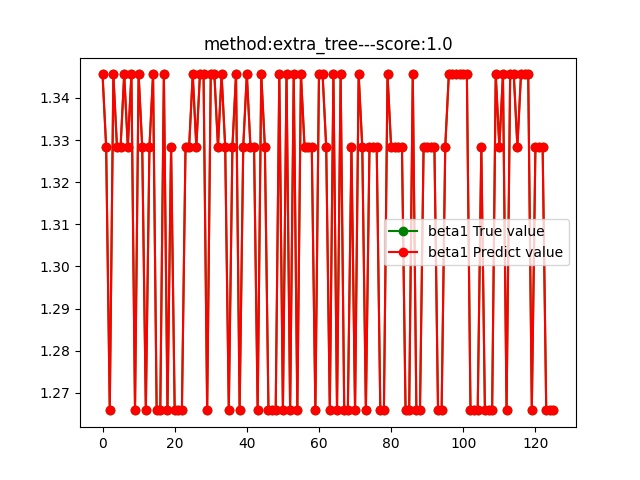 method:extra_tree---score:1.0
1.34
1.33
1.32
1.31
1.30
1.29
1.28
1.27
beta1 True value
beta1 Predict value
0 20 40 60 80 100 120